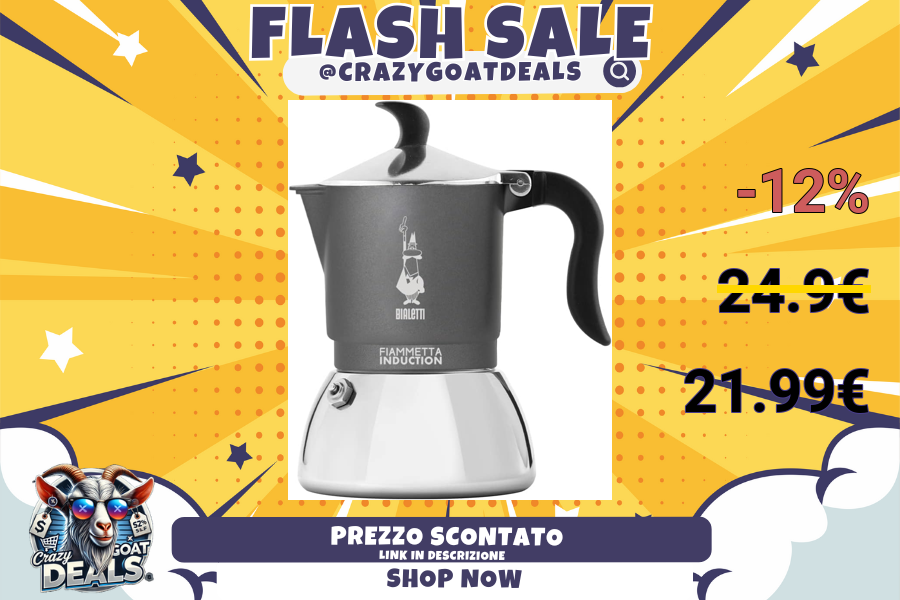 FLASH SALE
@CRAZYGOATDEALS
-12%
24.9€
21.99€
BIALETTI
FIAMMETTA
INDUCTION
$
52%
Crazy
GOAT
DEALS
PREZZO SCONTATO
LINK IN DESCRIZIONE
SHOP NOW